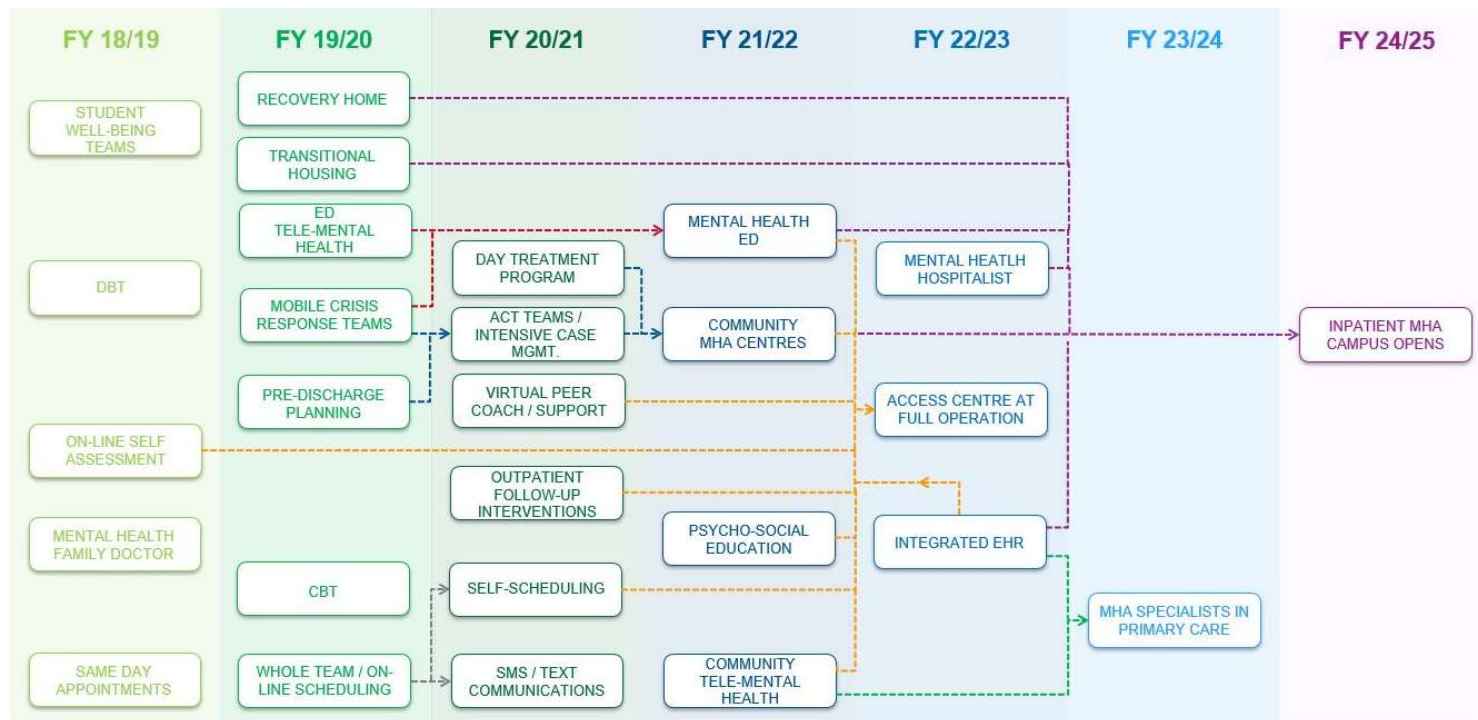 FY 18/19
FY 19/20
FY 20/21
FY 21/22
FY 22/23
FY 23/24
FY 24/25
STUDENT
WELL-BEING
TEAMS
DBT
ON-LINE SELF
ASSESSMENT
MENTAL HEALTH
FAMILY DOCTOR
SAME DAY
APPOINTMENTS
RECOVERY HOME
TRANSITIONAL
HOUSING
ED
TELE-MENTAL
HEALTH
MOBILE CRISIS
RESPONSE TEAMS
PRE-DISCHARGE
PLANNING
CBT
WHOLE TEAM / ON-
LINE SCHEDULING
DAY TREATMENT
PROGRAM
ACT TEAMS /
INTENSIVE CASE
MGMT.
VIRTUAL PEER
COACH / SUPPORT
OUTPATIENT
FOLLOW-UP
INTERVENTIONS
SELF-SCHEDULING
SMS / TEXT
COMMUNICATIONS
MENTAL HEALTH
ED
COMMUNITY
MHA CENTRES
PSYCHO-SOCIAL
EDUCATION
COMMUNITY
TELE-MENTAL
HEALTH
MENTAL HEATLH
HOSPITALIST
ACCESS CENTRE AT
FULL OPERATION
INTEGRATED EHR
MHA SPECIALISTS IN
PRIMARY CARE
INPATIENT MHA
CAMPUS OPENS